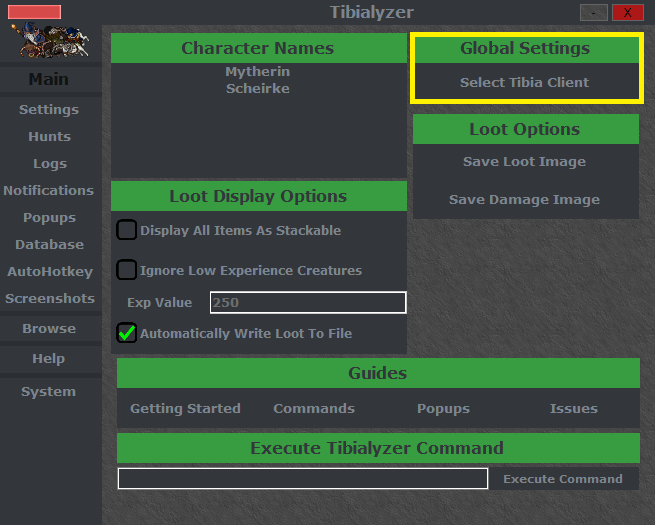 Tibialyzer
-
X
Main
Settings
Hunts
Logs
Notifications
Popups
Database
AutoHotkey
Screenshots
Browse
Help
System
Character Names
Mytherin
Scheirke
Global Settings
Select Tibia Client
Loot Options
Save Loot Image
Save Damage Image
Loot Display Options
Display All Items As Stackable
Ignore Low Experience Creatures
Exp Value 250
Automatically Write Loot To File
Guides
Getting Started Commands Popups Issues
Execute Tibialyzer Command
Execute Command